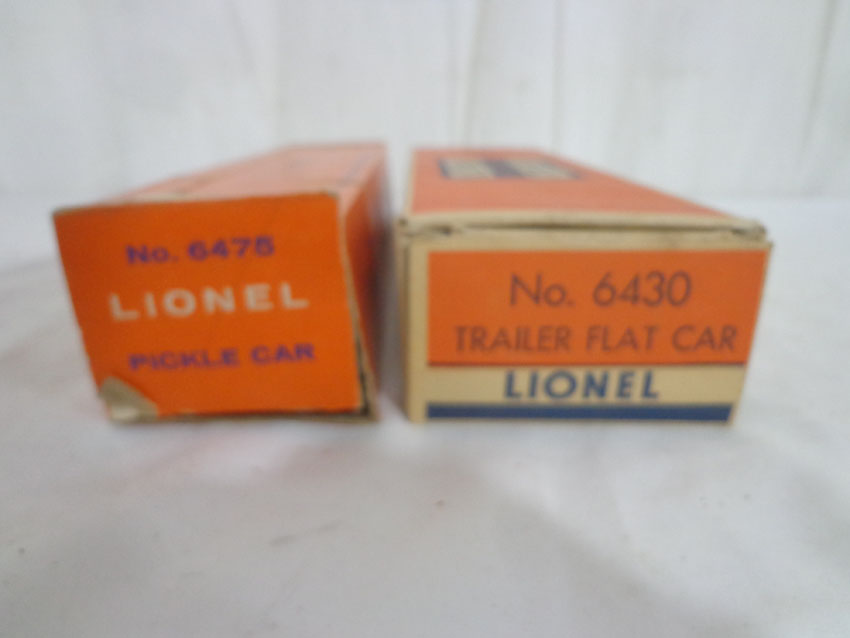 No. 6475
LIONEL
PICKLE CAR
No. 6430
TRAILER FLAT CAR
LIONEL